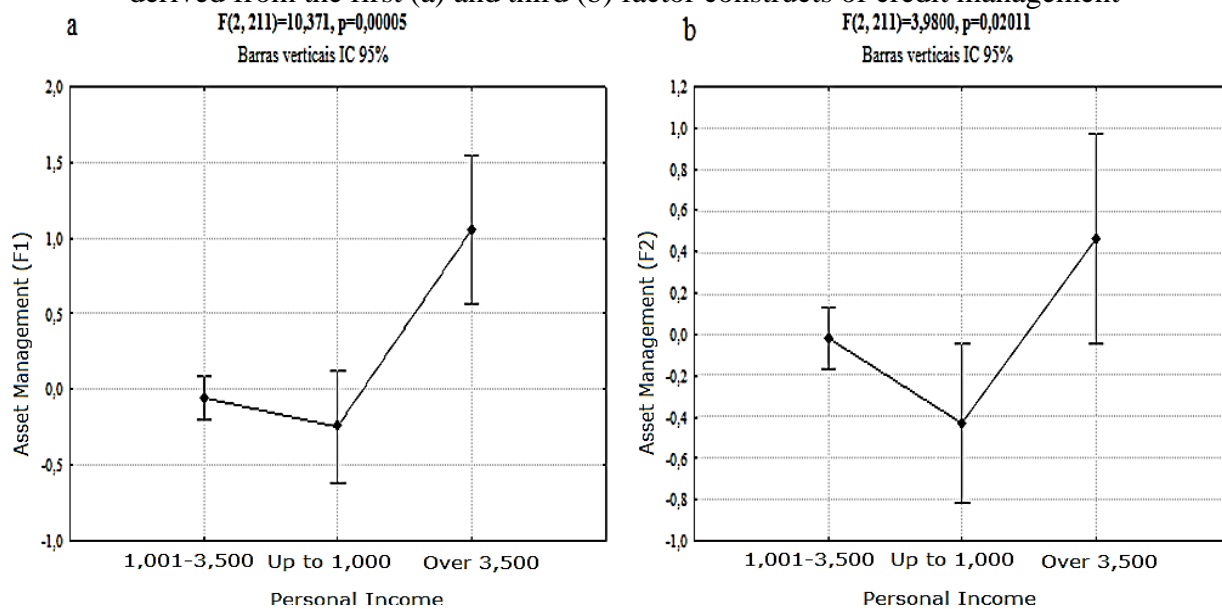 derived from the first (a) and third (b) factor constructs of credit management
a
F(2, 211)=10,371, p=0,00005
Barras verticais IC 95%
2,0
1,5
1,0
0,5
0,0
-0,5
-1,0
Asset Management (F1)
1,001-3,500 Up to 1,000 Over 3,500
Personal Income
b
F(2, 211)=3,9800, p=0,02011
Barras verticais IC 95%
1,2
1,0
0,8
0,6
0,4
0,2
0,0
-0,2
-0,4
-0,6
-0,8
-1,0
Asset Management (F2)
1,001-3,500 Up to 1,000 Over 3,500
Personal Income